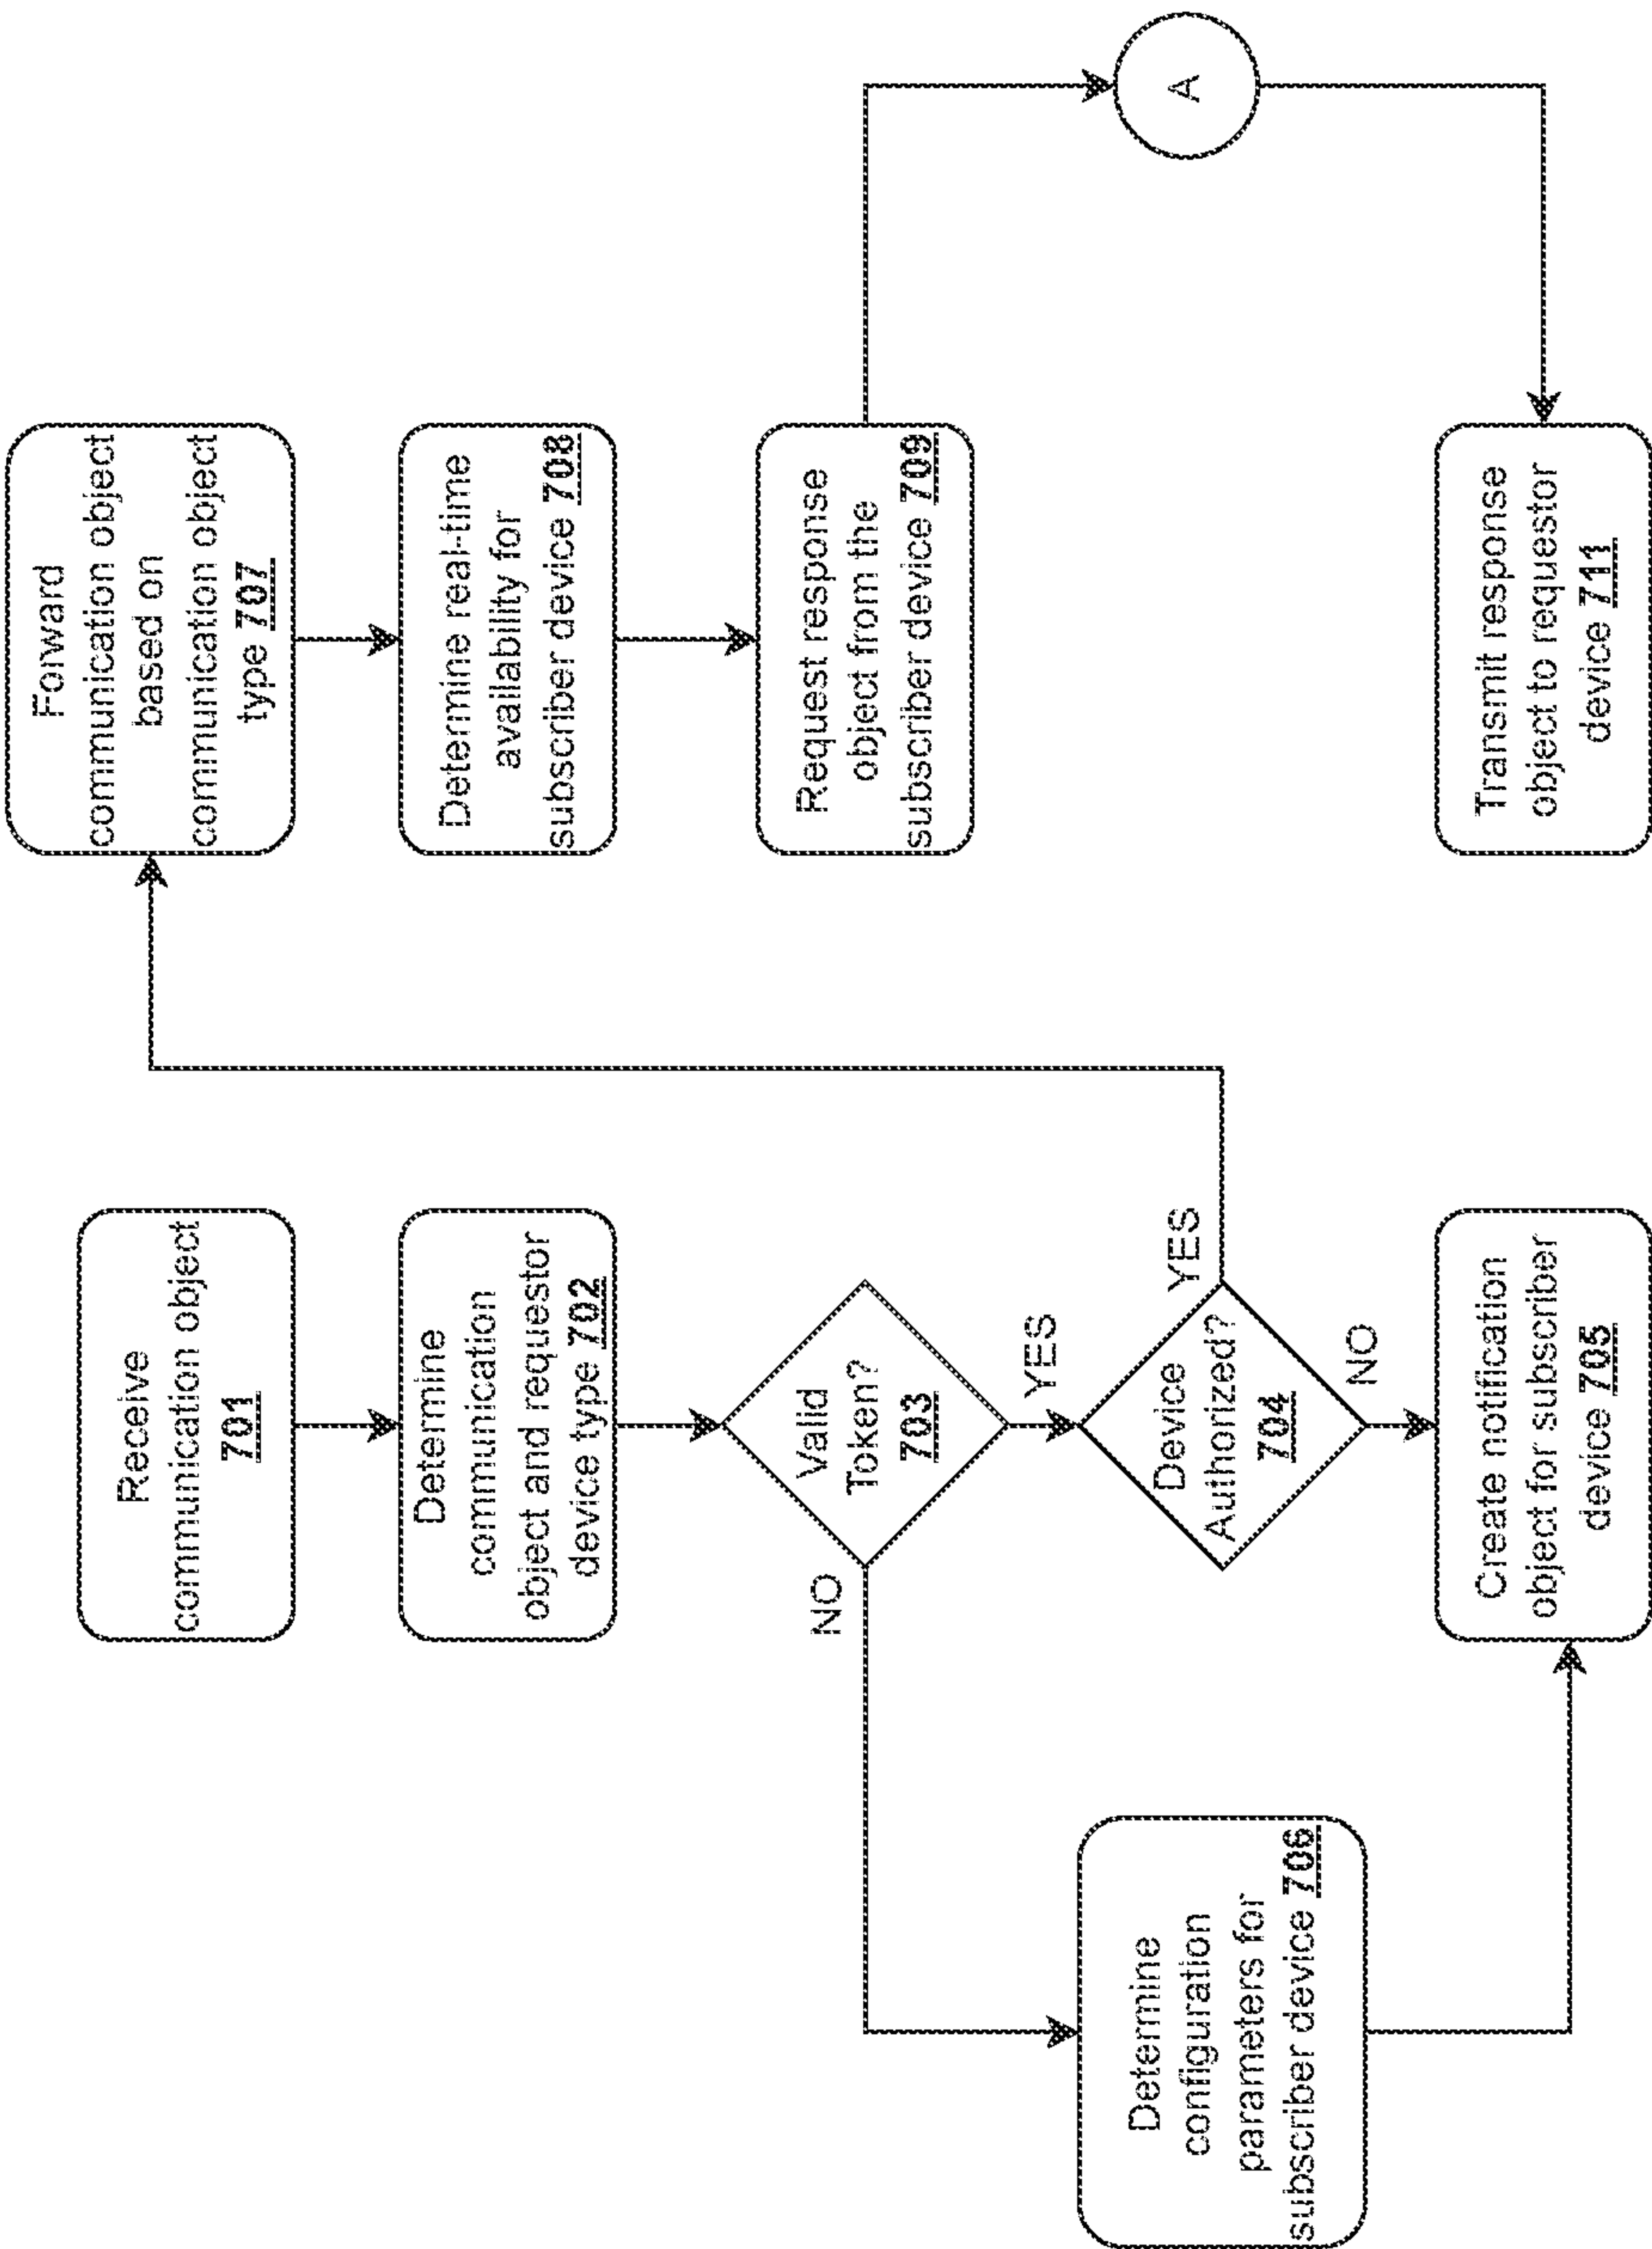 Receive
communication object
701
Determine
communication
object and requestor
device type 702
Valid
Token?
703
NO
YES
Device
Authorized?
704
YES
NO
Create notification
object for subscriber
device 705
Determine
configuration
parameters for
subscriber device 706
Forward
communication object
based on
communication object
type 707
Determine real-time
availability for
subscriber device 708
Request response
object from the
subscriber device 709
A
Transmit response
object to requestor
device 711